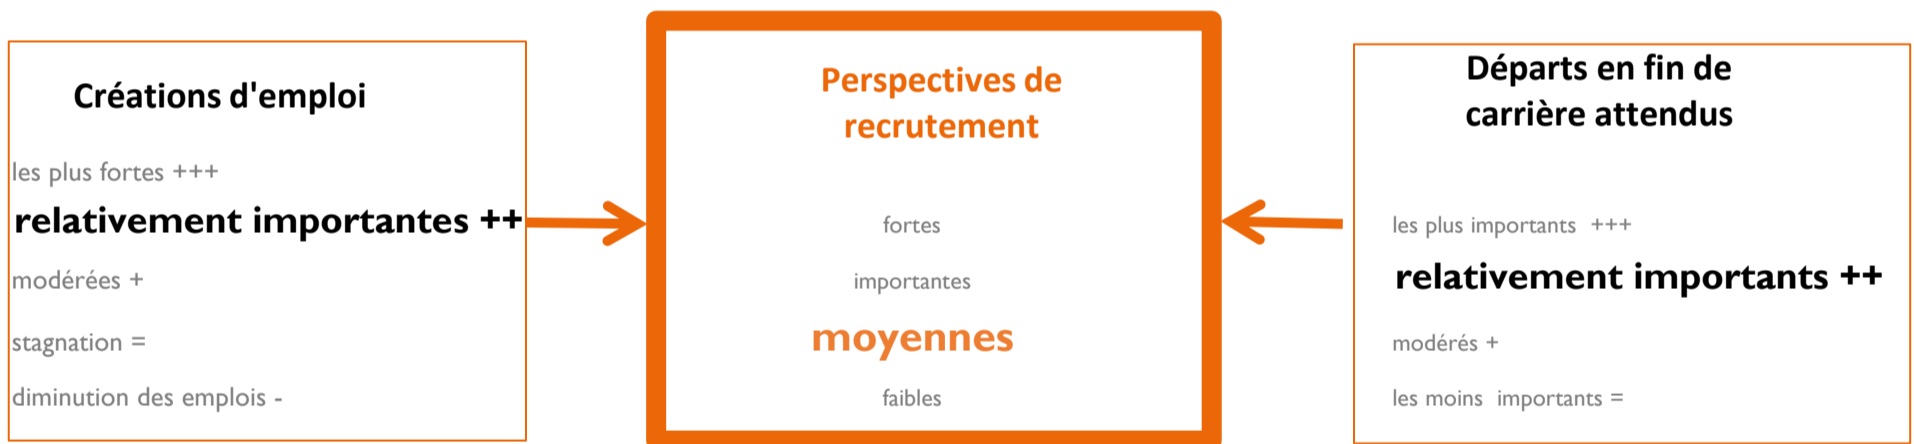 Créations d'emploi
les plus fortes +++
relativement importantes ++
modérées +
stagnation =
diminution des emplois -
Perspectives de
recrutement
fortes
importantes
moyennes
faibles
Départs en fin de
carrière attendus
les plus importants +++
relativement importants ++
modérés +
les moins importants =